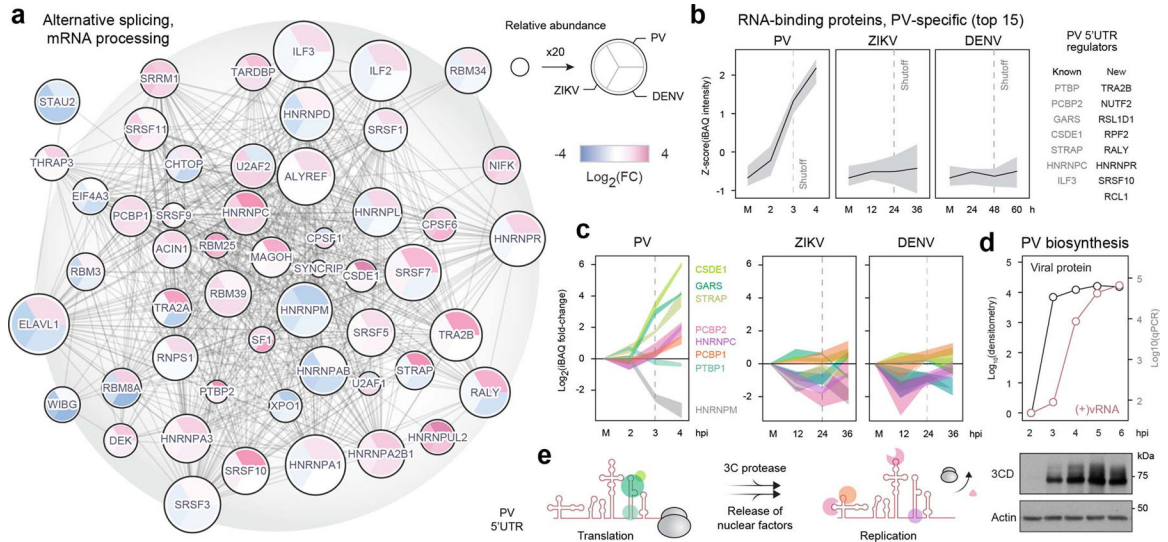 a
Alternative splicing,
mRNA processing
Relative abundance
x20
PV
ZIKV
DENV
-4
4
Log2(FC)
ILF3
ILF2
RBM34
TARDBP
SRRM1
STAU2
HNRNPD
SRSF11
SRSF1
THRAP3
CHTOP
U2AF2
ALYREF
NIFK
EIF4A3
HNRNPC
HNRNPL
PCBP1
SRSF9
CPSF6
CPSF1
HNRNPR
ACIN1
RBM25
MAGOH
RBM3
SYNCRIP
CSDE1
SRSF7
RBM39
TRA2A
HNRNPM
ELAVL1
SRSF5
TRA2B
SF1
RNPS1
HNRNPAB
STRAP
U2AF1
RBM8A
PTBP2
RALY
WIBG
XPO1
DEK
HNRNPA3
HNRNPUL2
HNRNPA2B1
SRSF10
HNRNPA1
SRSF3
b
RNA-binding proteins, PV-specific (top 15)
PV
ZIKV
DENV
Z-score(iBAQ intensity)
2
1
0
-1
Shutoff
Shutoff
Shutoff
M 2 3 4
M 12 24 36
M 24 48 60 h
PV 5'UTR
regulators
Known New
PTBP TRA2B
PCBP2 NUTF2
GARS RSL1D1
CSDE1 RPF2
STRAP RALY
HNRNPC HNRNPR
ILF3 SRSF10
RCL1
c
PV
ZIKV
DENV
Log2(iBAQ fold-change)
6
4
2
0
-2
CSDE1
GARS
STRAP
PCBP2
HNRNPC
PCBP1
PTBP1
HNRNPM
2
0
-2
M 2 3 4 hpi
M 12 24 36
M 12 24 36 hpi
d
PV biosynthesis
Viral protein
(+)vRNA
Log10(densitometry)
4
3
2
1
0
Log10(qPCR)
5
4
3
2
2 3 4 5 6 hpi
3CD
Actin
kDa
75
50
e
PV
5'UTR
Translation
3C protease
Release of
nuclear factors
Replication